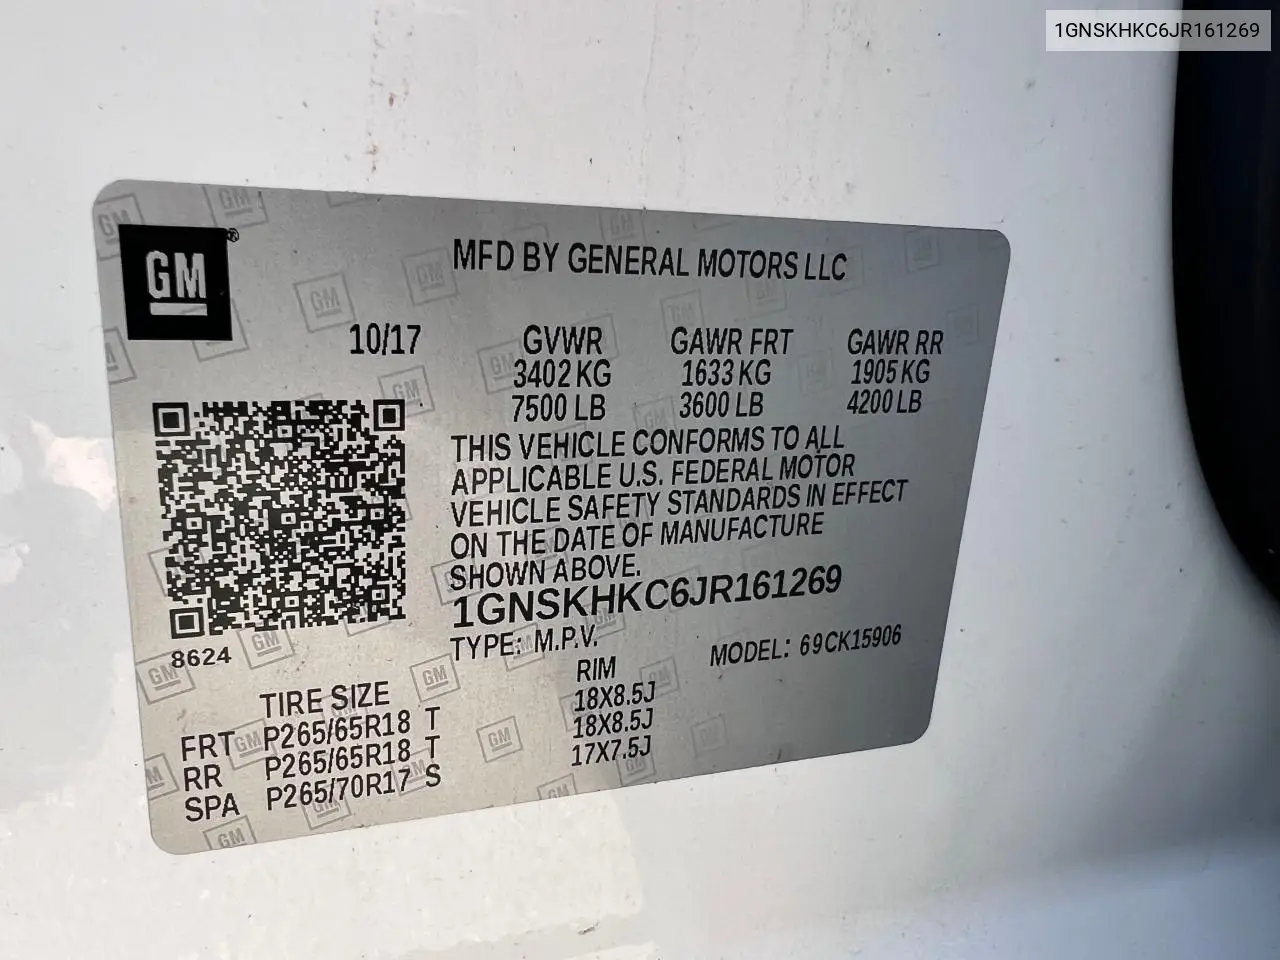 1GNSKHKC6JR161269
GM®
MFD BY GENERAL MOTORS LLC
10/17 GVWR GAWR FRT GAWR RR
3402 KG 1633 KG 1905 KG
7500 LB 3600 LB 4200 LB
THIS VEHICLE CONFORMS TO ALL
APPLICABLE U.S. FEDERAL MOTOR
VEHICLE SAFETY STANDARDS IN EFFECT
ON THE DATE OF MANUFACTURE
SHOWN ABOVE.
1GNSKHKC6JR161269
8624
TYPE: M.P.V. MODEL: 69CK15906
TIRE SIZE RIM
FRT P265/65R18 T 18X8.5J
RR P265/65R18 T 18X8.5J
SPA P265/70R17 S 17X7.5J